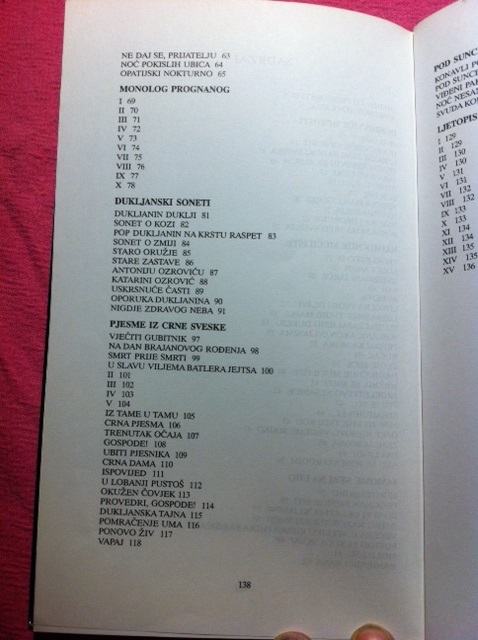 NE DAJ SE, PRIJATELJU 63
NOĆ POKISLIH UBICA 64
OPATIJSKI NOKTURNO 65
MONOLOG PROGNANOG
I 69
II 70
III 71
IV 72
V 73
VI 74
VII 75
VIII 76
IX 77
X 78
DUKLJANSKI SONETI
DUKLJANIN DUKLJI 81
SONET O KOZI 82
POP DUKLJANIN NA KRSTU RASPET 83
SONET O ZMIJI 84
STARO ORUŽJE 85
STARE ZASTAVE 86
ANTONIJU OZROVIĆU 87
KATARINI OZROVIĆ 88
USKRSNUĆE ČASTI 89
OPORUKA DUKLJANINA 90
NIGDJE ZDRAVOG NEBA 91
PJESME IZ CRNE SVESKE
VJEČITI GUBITNIK 97
NA DAN BRAJANOVOG ROĐENJA 98
SMRT PRIJE SMRTI 99
U SLAVU VILJEMA BATLERA JEJTSA 100
II 101
III 102
IV 103
V 104
IZ TAME U TAMU 105
CRNA PJESMA 106
TRENUTAK OČAJA 107
GOSPODE! 108
UBITI PJESNIKA 109
CRNA DAMA 110
ISPOVIJED 111
U LOBANJI PUSTOŠ 112
OKUŽEN ČOVJEK 113
PROVEDRI, GOSPODE! 114
DUKLJANSKA TAJNA 115
POMRAČENJE UMA 116
PONOVO ŽIV 117
VAPAJ 118
138
POD SUNC
KONAVLI PO
POD SUNCE
VIĐENI PAR
NOĆ NESAN
SVUDA KOR
LJETOPIS
I 129
II 129
III 130
IV 130
V 131
VI 131
VII 132
VIII 132
IX 133
X 133
XI 134
XII 134
XIII 135
XIV 135
XV 136